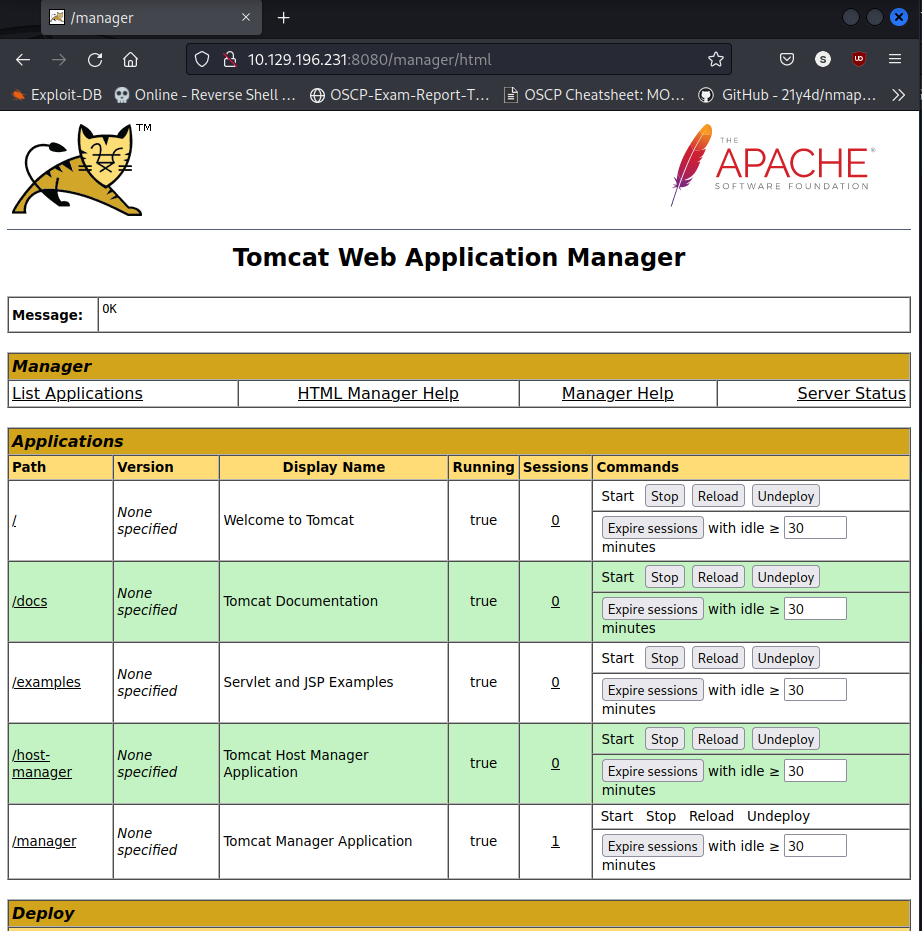 /manager
10.129.196.231:8080/manager/html
Exploit-DB Online - Reverse Shell … OSCP-Exam-Report-T… OSCP Cheatsheet: MO… GitHub - 21y4d/nmap…
TM
THE
APACHE®
SOFTWARE FOUNDATION
Tomcat Web Application Manager
Message: OK
Manager
List Applications HTML Manager Help Manager Help Server Status
Applications
Path Version Display Name Running Sessions Commands
/ None specified Welcome to Tomcat true 0 Start Stop Reload Undeploy
Expire sessions with idle ≥ 30
minutes
/docs None specified Tomcat Documentation true 0 Start Stop Reload Undeploy
Expire sessions with idle ≥ 30
minutes
/examples None specified Servlet and JSP Examples true 0 Start Stop Reload Undeploy
Expire sessions with idle ≥ 30
minutes
/host-manager None specified Tomcat Host Manager Application true 0 Start Stop Reload Undeploy
Expire sessions with idle ≥ 30
minutes
/manager None specified Tomcat Manager Application true 1 Start Stop Reload Undeploy
Expire sessions with idle ≥ 30
minutes
Deploy